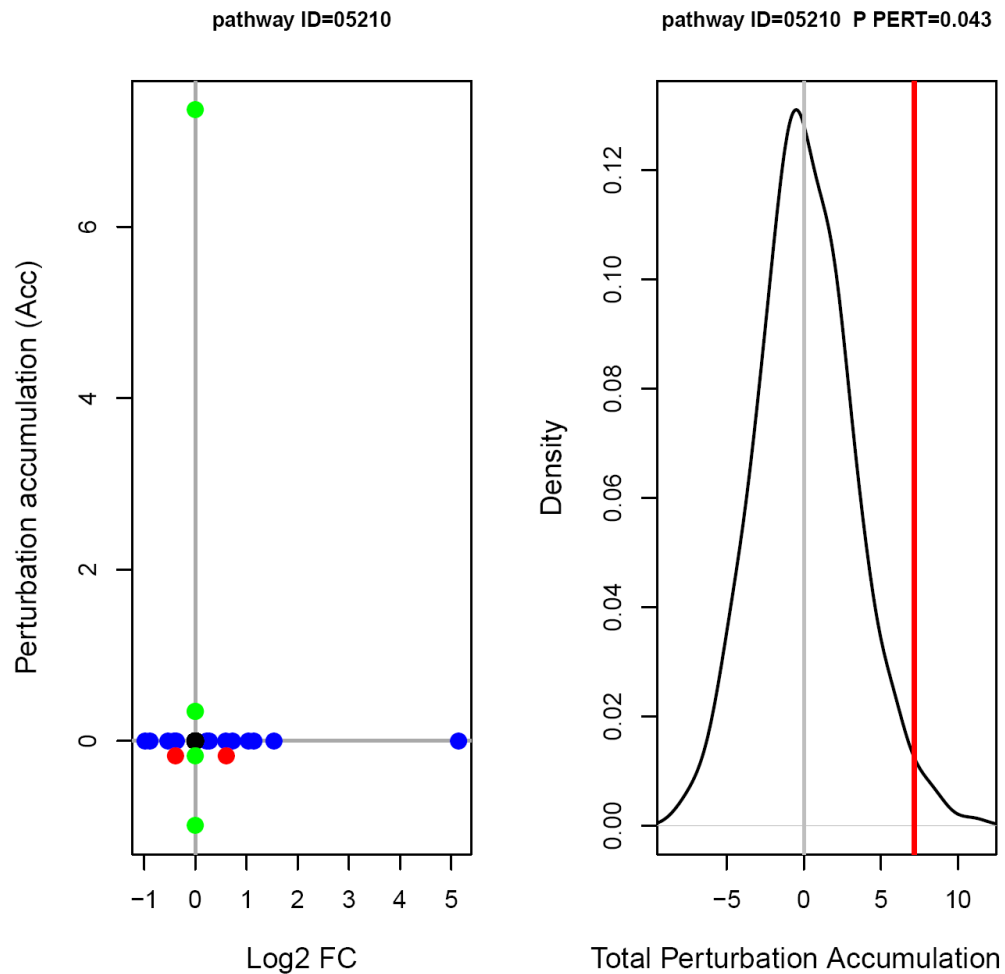 pathway ID=05210
Perturbation accumulation (Acc)
6
4
2
0
−1 0 1 2 3 4 5
Log2 FC
pathway ID=05210 P PERT=0.043
Density
0.12
0.10
0.08
0.06
0.04
0.02
0.00
−5 0 5 10
Total Perturbation Accumulation